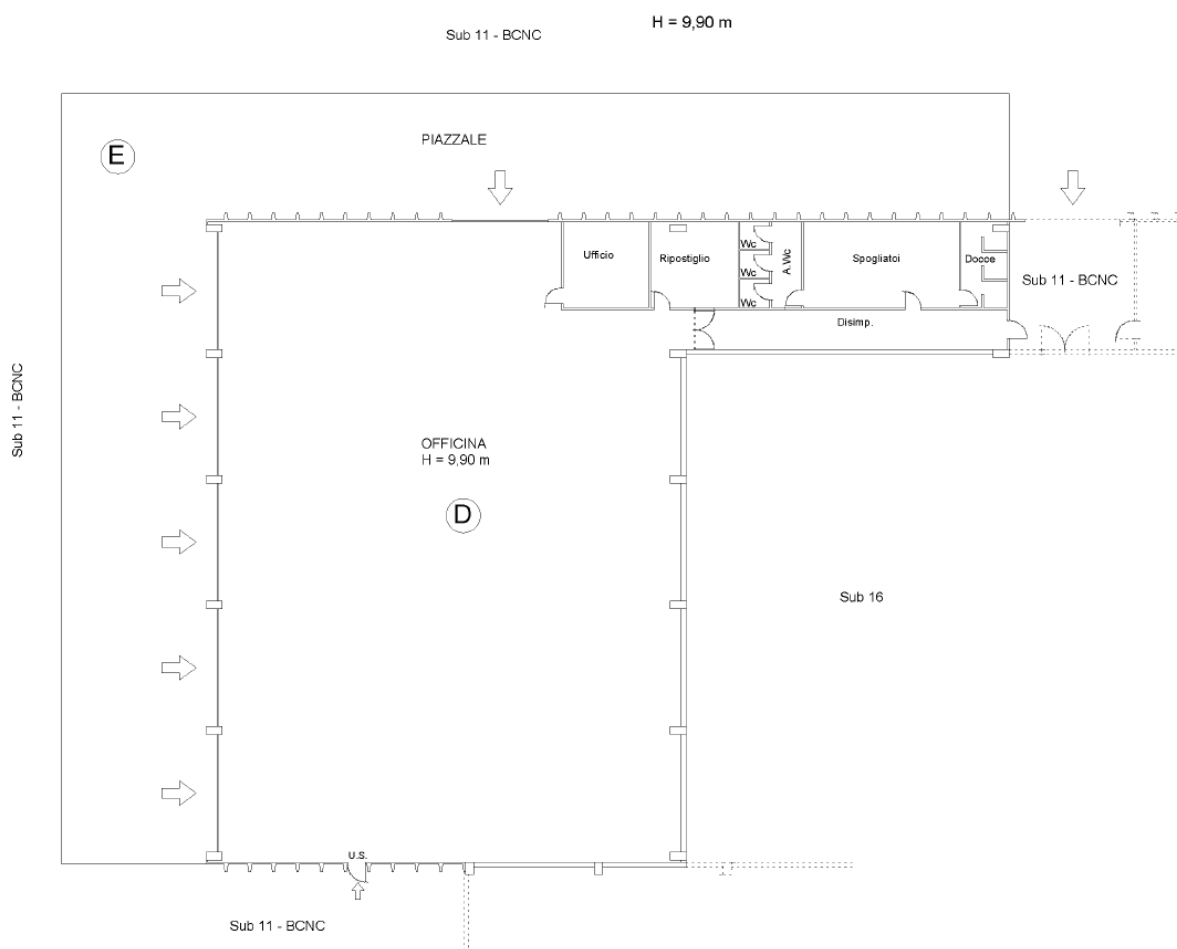 H = 9,90 m
Sub 11 - BCNC
PIAZZALE
E
Ufficio
Ripostiglio
Wc
Wc
Wc
A.Wc
Spogliatoi
Docce
Sub 11 - BCNC
Disimp.
Sub 11 - BCNC
OFFICINA
H = 9,90 m
D
Sub 16
U.S.
Sub 11 - BCNC